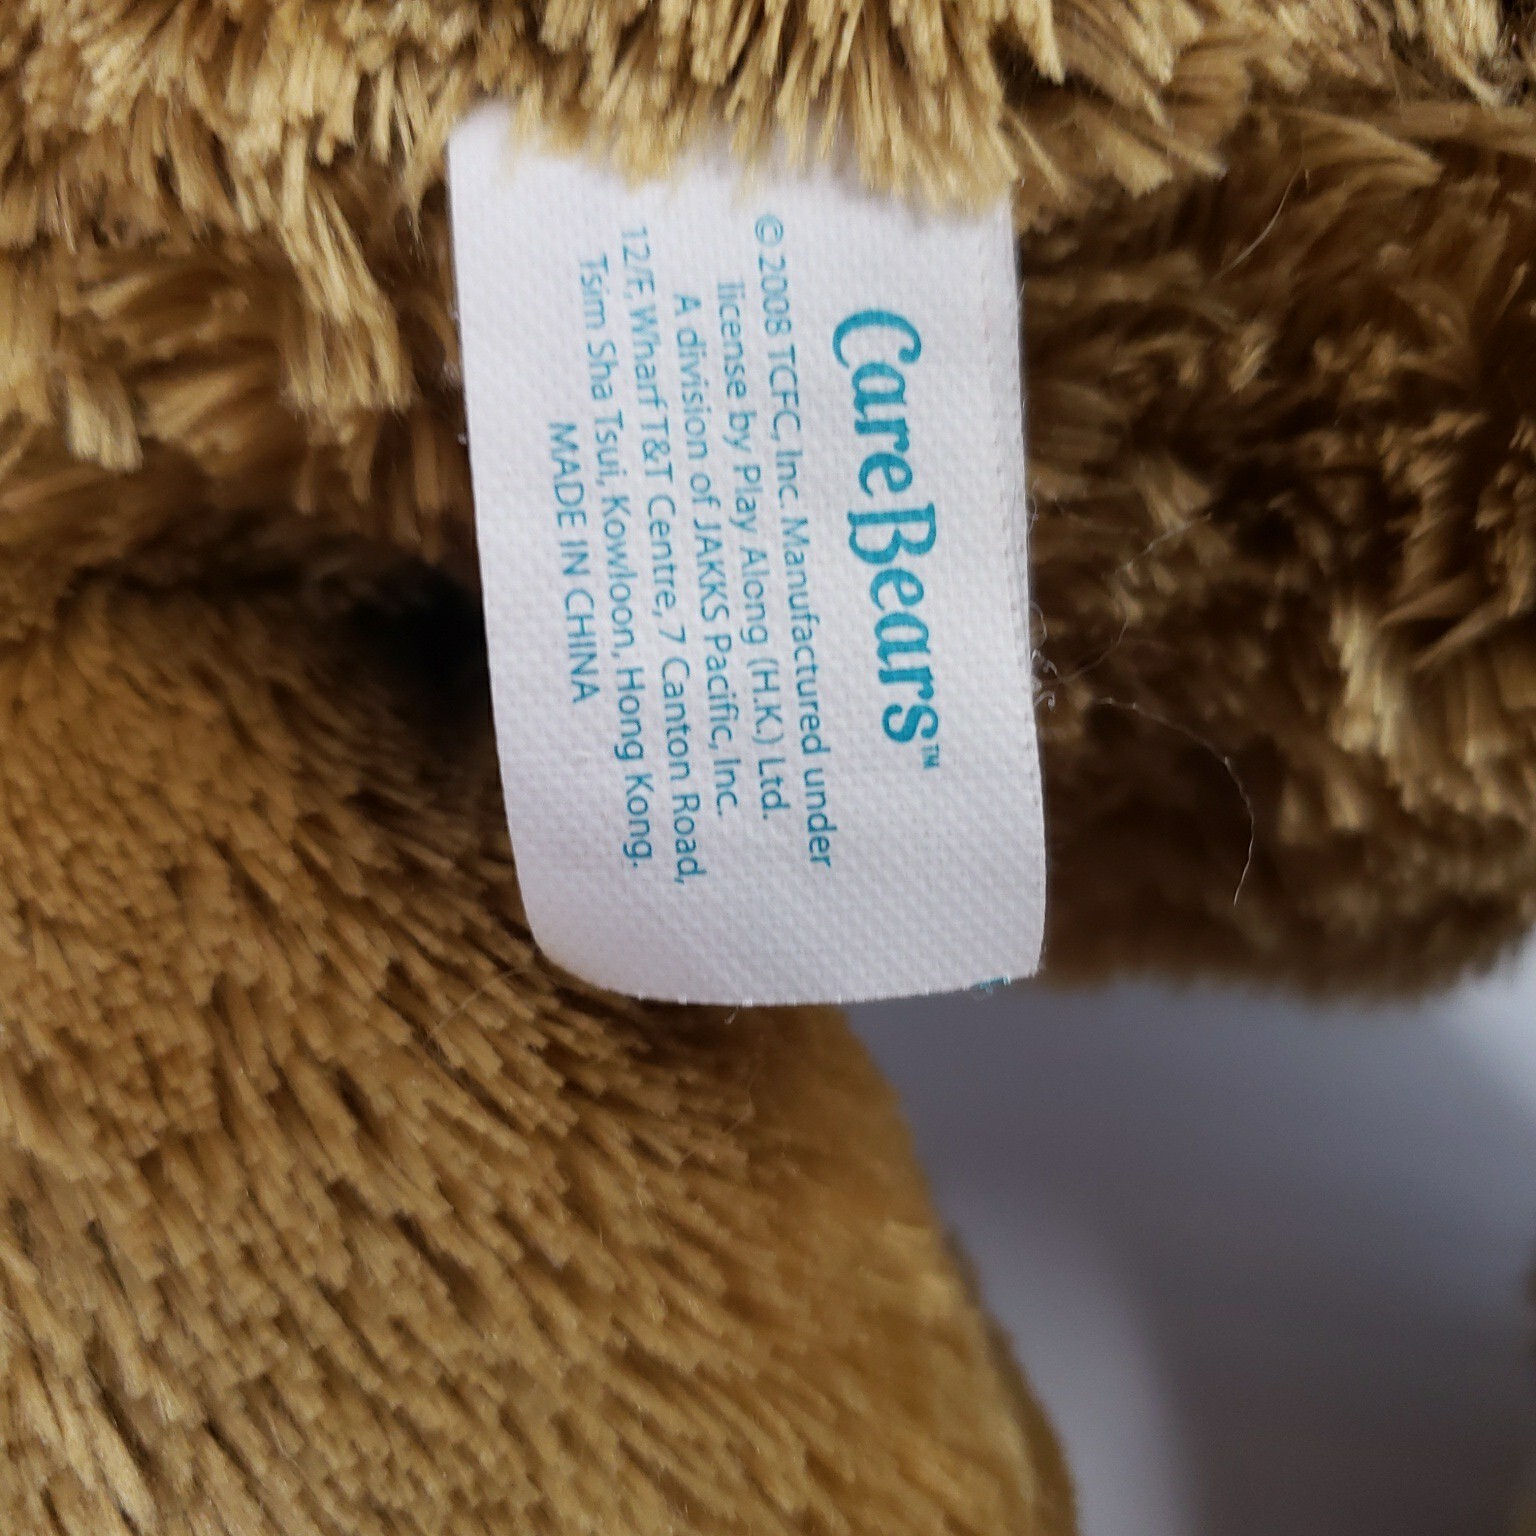 Care Bears™
© 2008 TCFC, Inc. Manufactured under
license by Play Along (H.K.) Ltd.
A division of JAKKS Pacific, Inc.
12/F, Wharf T&T Centre, 7 Canton Road,
Tsim Sha Tsui, Kowloon, Hong Kong.
MADE IN CHINA